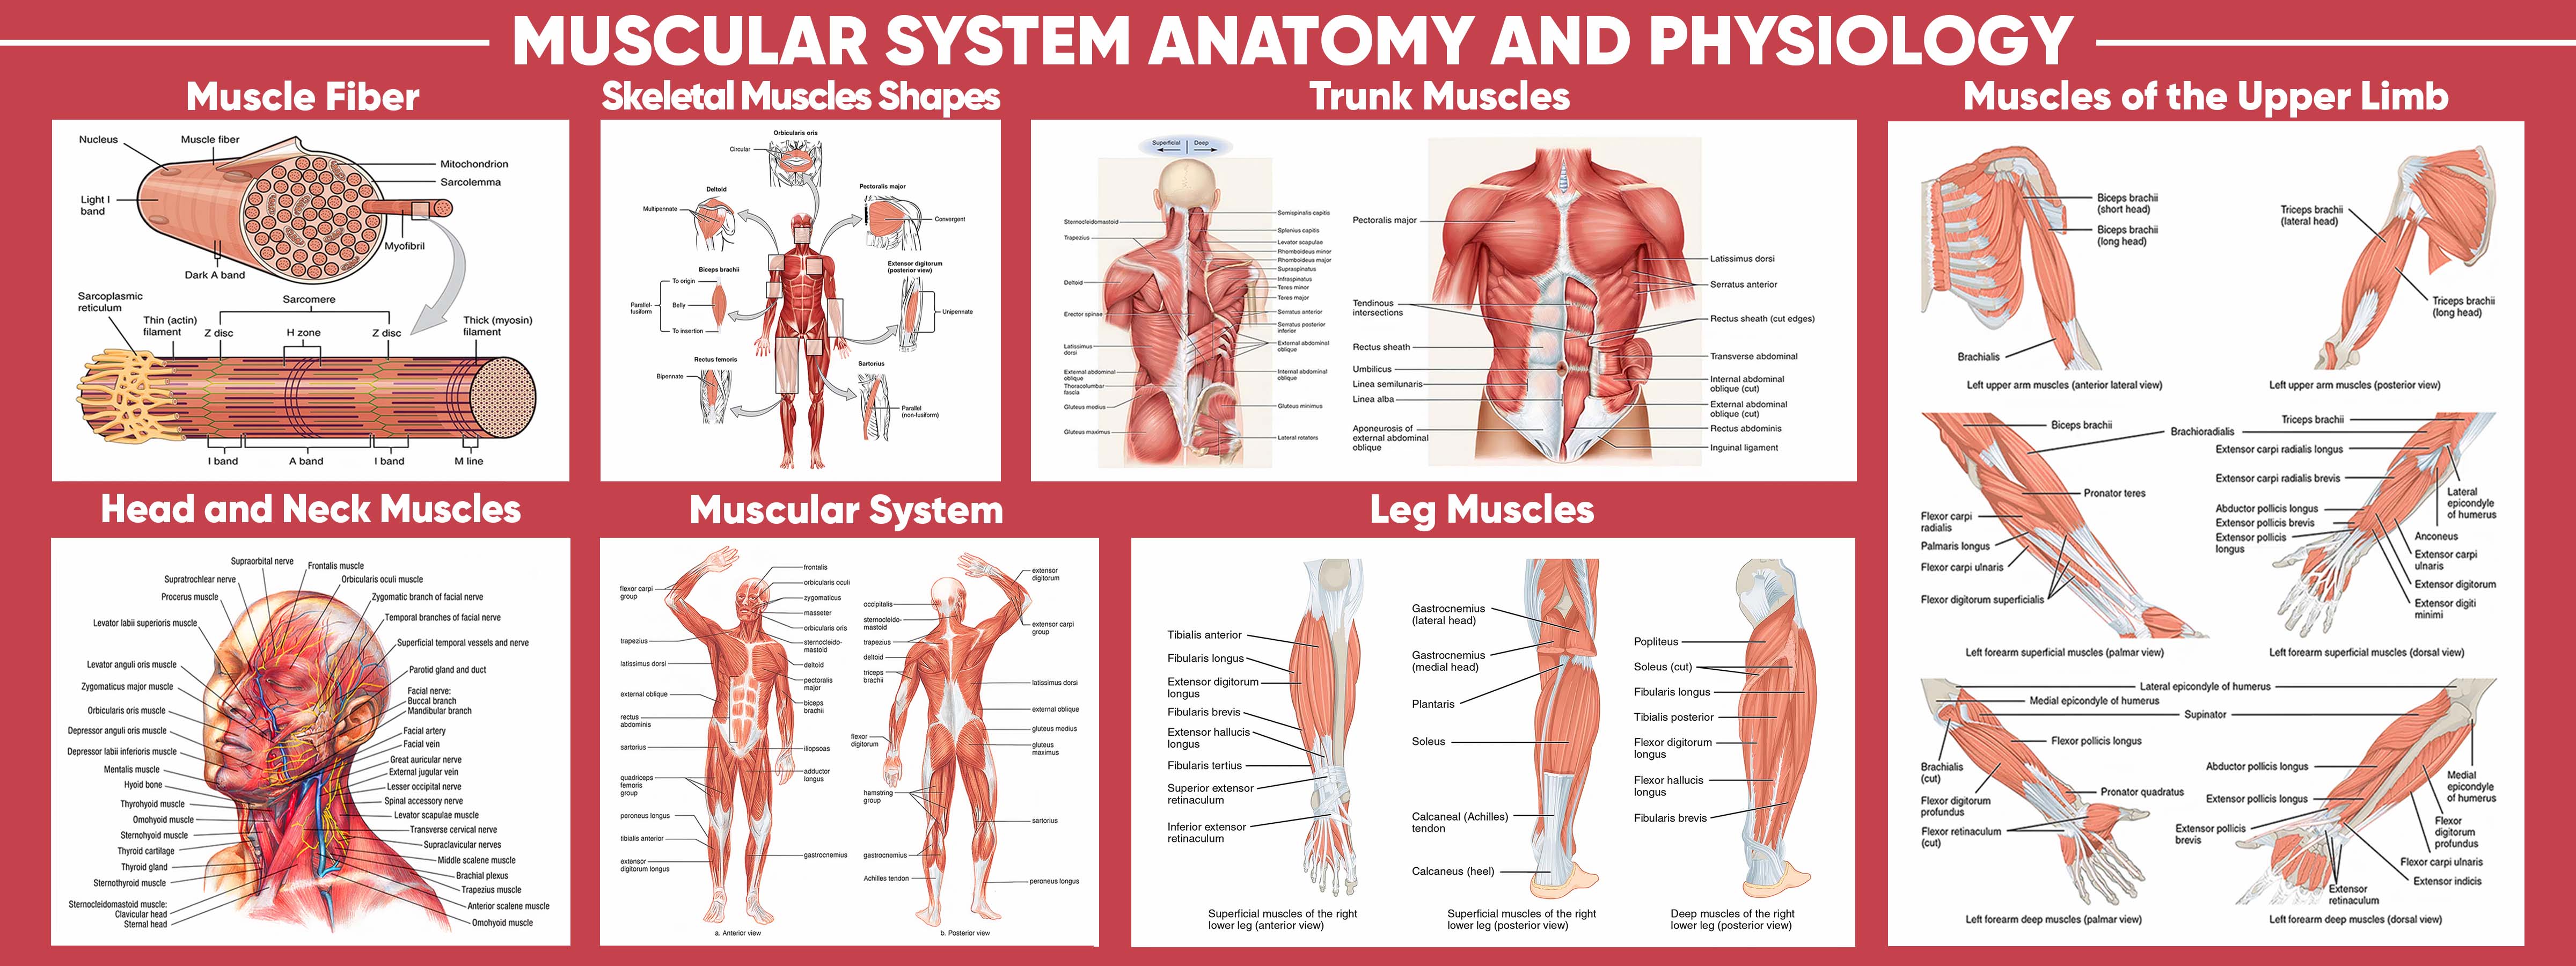 MUSCULAR SYSTEM ANATOMY AND PHYSIOLOGY
Muscle Fiber
Nucleus
Muscle fiber
Mitochondrion
Sarcolemma
Light I
band
Myofibril
Dark A band
Sarcoplasmic
reticulum
Sarcomere
Thin (actin)
filament
Z disc
H zone
Z disc
Thick (myosin)
filament
I band
A band
I band
M line
Skeletal Muscles Shapes
Orbicularis oris
Circular
Deltoid
Multipennate
Pectoralis major
Convergent
Biceps brachii
To origin
Parallel-
fusiform
Belly
To insertion
Extensor digitorum
(posterior view)
Unipennate
Rectus femoris
Bipennate
Sartorius
Parallel
(non-fusiform)
Trunk Muscles
Superficial
Deep
Sternocleidomastoid
Trapezius
Deltoid
Erector spinae
Latissimus
dorsi
External abdominal
oblique
Thoracolumbar
fascia
Gluteus medius
Gluteus maximus
Semispinalis capitis
Splenius capitis
Levator scapulae
Rhomboideus minor
Rhomboideus major
Supraspinatus
Infraspinatus
Teres minor
Teres major
Serratus anterior
Serratus posterior
inferior
External abdominal
oblique
Internal abdominal
oblique
Gluteus minimus
Lateral rotators
Pectoralis major
Tendinous
intersections
Rectus sheath
Umbilicus
Linea semilunaris
Linea alba
Aponeurosis of
external abdominal
oblique
Latissimus dorsi
Serratus anterior
Rectus sheath (cut edges)
Transverse abdominal
Internal abdominal
oblique (cut)
External abdominal
oblique (cut)
Rectus abdominis
Inguinal ligament
Muscles of the Upper Limb
Biceps brachii
(short head)
Biceps brachii
(long head)
Brachialis
Left upper arm muscles (anterior lateral view)
Triceps brachii
(lateral head)
Triceps brachii
(long head)
Left upper arm muscles (posterior view)
Biceps brachii
Brachioradialis
Pronator teres
Flexor carpi
radialis
Palmaris longus
Flexor carpi ulnaris
Flexor digitorum superficialis
Left forearm superficial muscles (palmar view)
Triceps brachii
Extensor carpi radialis longus
Extensor carpi radialis brevis
Abductor pollicis longus
Extensor pollicis brevis
Extensor pollicis
longus
Lateral
epicondyle
of humerus
Anconeus
Extensor carpi
ulnaris
Extensor digitorum
Extensor digiti
minimi
Left forearm superficial muscles (dorsal view)
Lateral epicondyle of humerus
Medial epicondyle of humerus
Supinator
Flexor pollicis longus
Brachialis
(cut)
Flexor digitorum
profundus
Flexor retinaculum
(cut)
Pronator quadratus
Left forearm deep muscles (palmar view)
Abductor pollicis longus
Extensor pollicis longus
Extensor pollicis
brevis
Medial
epicondyle
of humerus
Flexor
digitorum
profundus
Flexor carpi ulnaris
Extensor indicis
Extensor
retinaculum
Left forearm deep muscles (dorsal view)
Head and Neck Muscles
Supraorbital nerve
Supratrochlear nerve
Procerus muscle
Levator labii superioris muscle
Levator anguli oris muscle
Zygomaticus major muscle
Orbicularis oris muscle
Depressor anguli oris muscle
Depressor labii inferioris muscle
Mentalis muscle
Hyoid bone
Thyrohyoid muscle
Omohyoid muscle
Sternohyoid muscle
Thyroid cartilage
Thyroid gland
Sternothyroid muscle
Sternocleidomastoid muscle:
Clavicular head
Sternal head
Frontalis muscle
Orbicularis oculi muscle
Zygomatic branch of facial nerve
Temporal branches of facial nerve
Superficial temporal vessels and nerve
Parotid gland and duct
Facial nerve:
Buccal branch
Mandibular branch
Facial artery
Facial vein
Great auricular nerve
External jugular vein
Lesser occipital nerve
Spinal accessory nerve
Levator scapulae muscle
Transverse cervical nerve
Supraclavicular nerves
Middle scalene muscle
Brachial plexus
Trapezius muscle
Anterior scalene muscle
Omohyoid muscle
Muscular System
flexor carpi
group
trapezius
latissimus dorsi
external oblique
rectus
abdominis
sartorius
quadriceps
femoris
group
peroneus longus
tibialis anterior
extensor
digitorum longus
frontalis
orbicularis oculi
zygomaticus
masseter
orbicularis oris
sternocleido-
mastoid
deltoid
pectoralis
major
biceps
brachii
iliopsoas
adductor
longus
gastrocnemius
a. Anterior view
occipitalis
sternocleido-
mastoid
trapezius
deltoid
triceps
brachii
flexor
digitorum
hamstring
group
gastrocnemius
Achilles tendon
extensor
digitorum
extensor carpi
group
latissimus dorsi
external oblique
gluteus medius
gluteus
maximus
sartorius
peroneus longus
b. Posterior view
Leg Muscles
Tibialis anterior
Fibularis longus
Extensor digitorum
longus
Fibularis brevis
Extensor hallucis
longus
Fibularis tertius
Superior extensor
retinaculum
Inferior extensor
retinaculum
Superficial muscles of the right
lower leg (anterior view)
Gastrocnemius
(lateral head)
Gastrocnemius
(medial head)
Plantaris
Soleus
Calcaneal (Achilles)
tendon
Calcaneus (heel)
Superficial muscles of the right
lower leg (posterior view)
Popliteus
Soleus (cut)
Fibularis longus
Tibialis posterior
Flexor digitorum
longus
Flexor hallucis
longus
Fibularis brevis
Deep muscles of the right
lower leg (posterior view)